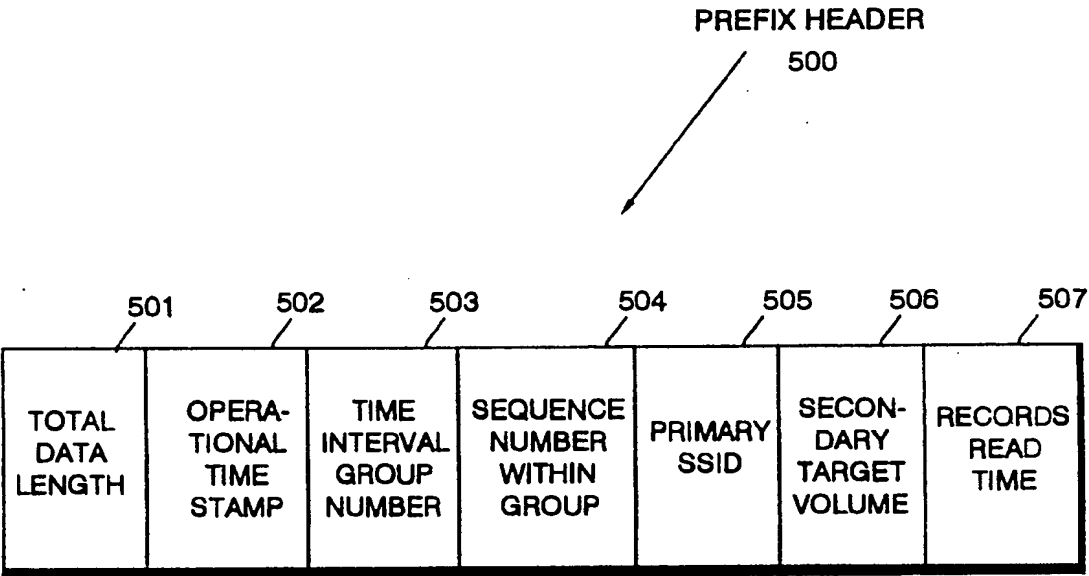 PREFIX HEADER
500
501
502
503
504
505
506
507
TOTAL
DATA
LENGTH
OPERA-
TIONAL
TIME
STAMP
TIME
INTERVAL
GROUP
NUMBER
SEQUENCE
NUMBER
WITHIN
GROUP
PRIMARY
SSID
SECON-
DARY
TARGET
VOLUME
RECORDS
READ
TIME